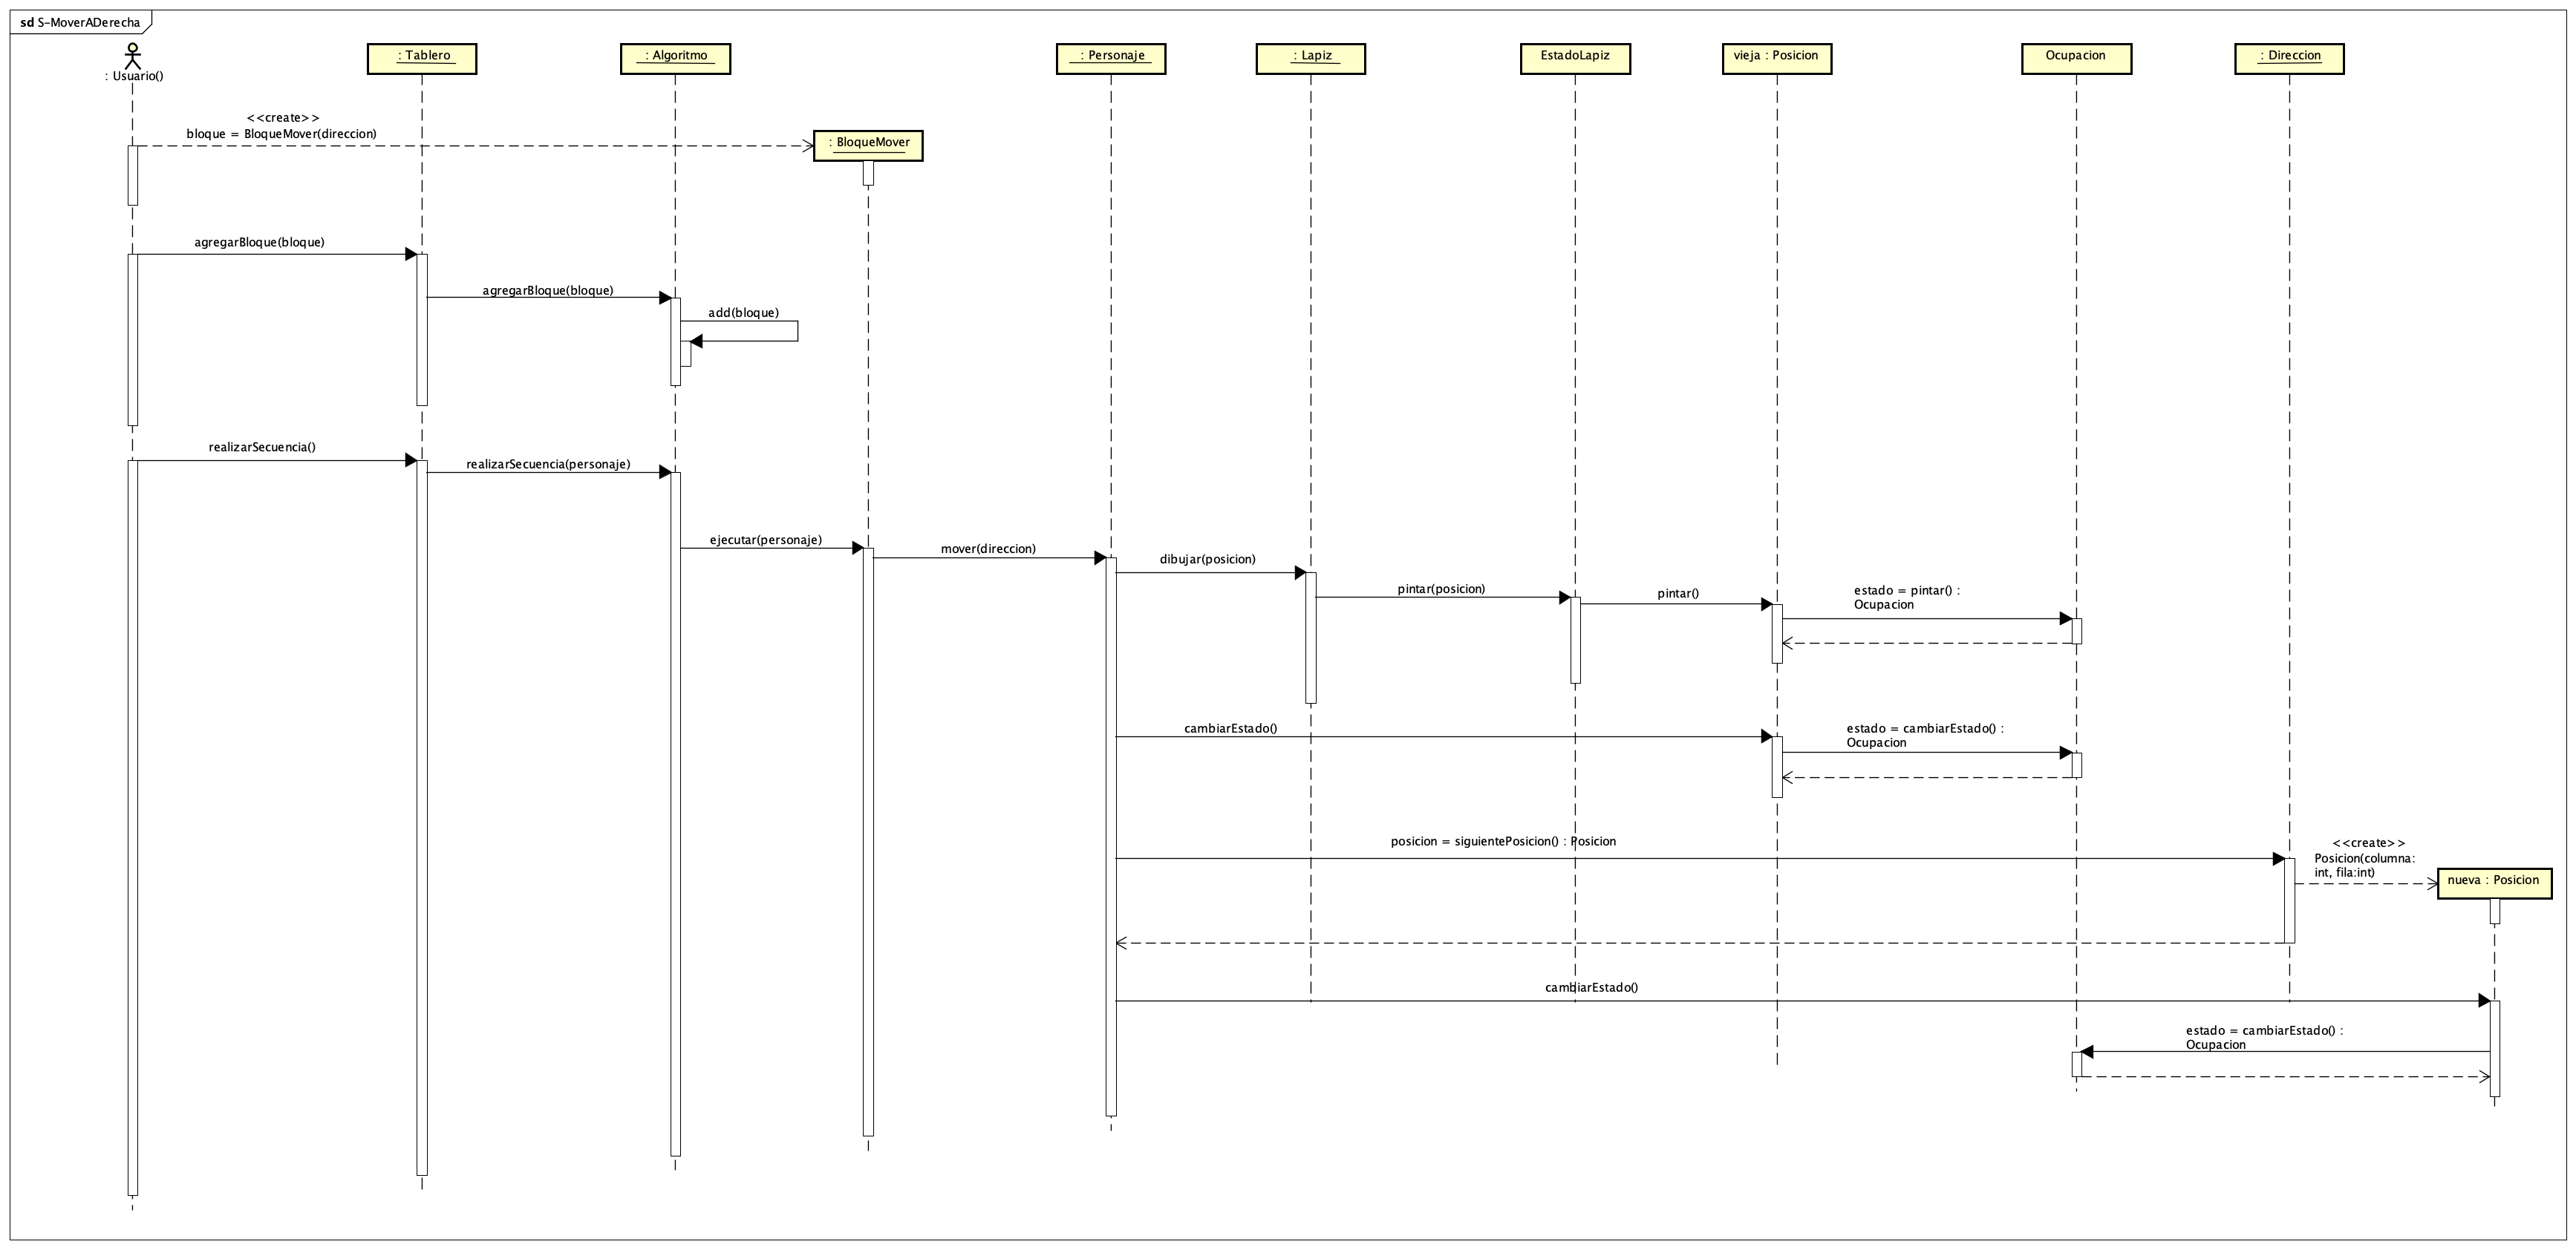 sd S-MoverADerecha
: Usuario()
: Tablero
: Algoritmo
: Personaje
: Lapiz
EstadoLapiz
vieja : Posicion
Ocupacion
: Direccion
<<create>>
bloque = BloqueMover(direccion)
: BloqueMover
agregarBloque(bloque)
agregarBloque(bloque)
add(bloque)
realizarSecuencia()
realizarSecuencia(personaje)
ejecutar(personaje)
mover(direccion)
dibujar(posicion)
pintar(posicion)
pintar()
estado = pintar() :
Ocupacion
cambiarEstado()
estado = cambiarEstado() :
Ocupacion
posicion = siguientePosicion() : Posicion
<<create>>
Posicion(columna:
int, fila:int)
nueva : Posicion
cambiarEstado()
estado = cambiarEstado() :
Ocupacion